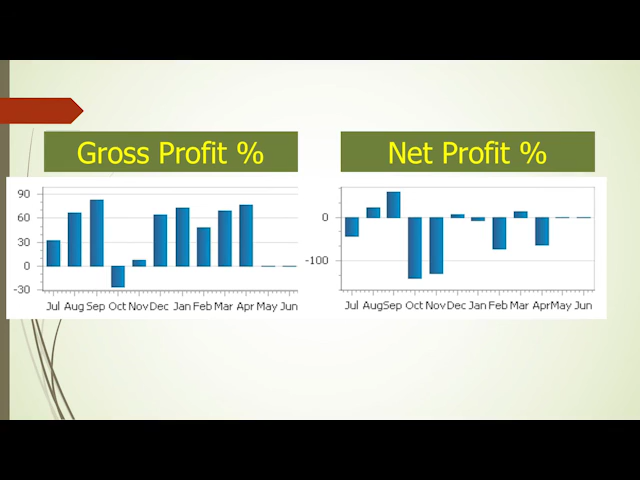 Gross Profit %
90
60
30
0
-30
Jul Aug Sep Oct Nov Dec Jan Feb Mar Apr May Jun
Net Profit %
0
-100
Jul Aug Sep Oct Nov Dec Jan Feb Mar Apr May Jun